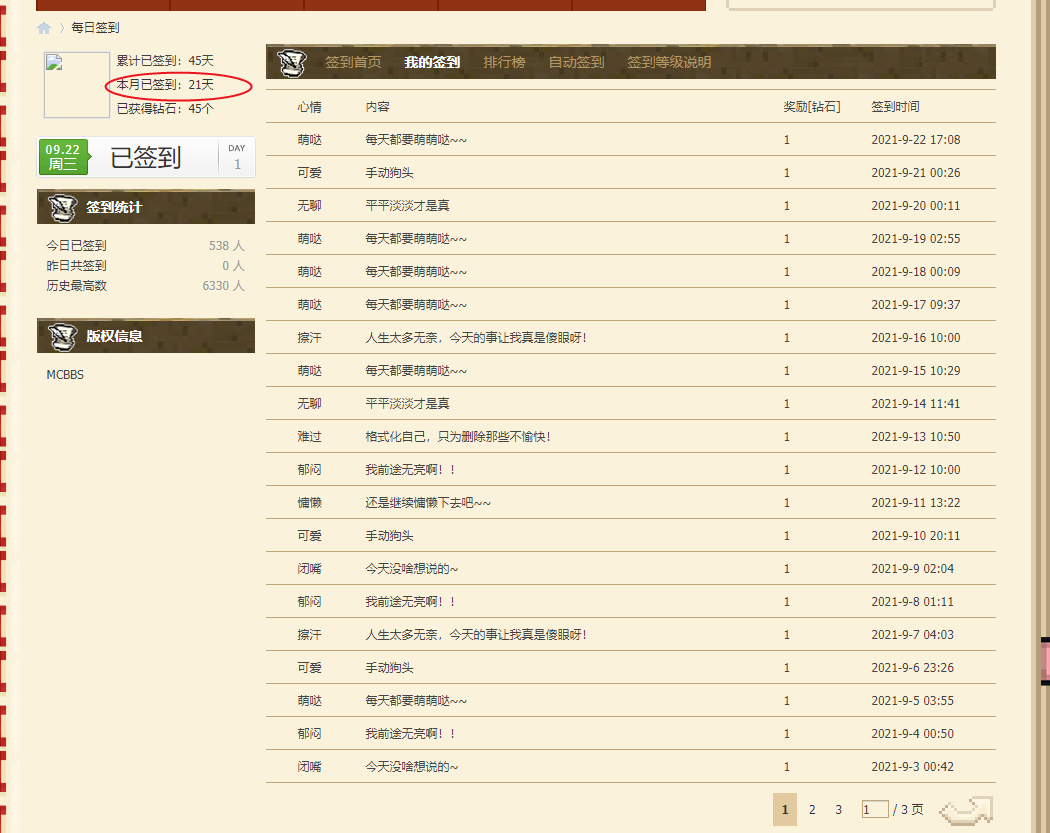 每日签到
累计已签到：45天
本月已签到：21天
已获得钻石：45个
09.22
周三
已签到
DAY
1
签到统计
今日已签到 538 人
昨日共签到 0 人
历史最高数 6330 人
版权信息
MCBBS
签到首页 我的签到 排行榜 自动签到 签到等级说明
心情 内容 奖励[钻石] 签到时间
萌哒 每天都要萌萌哒~~ 1 2021-9-22 17:08
可爱 手动狗头 1 2021-9-21 00:26
无聊 平平淡淡才是真 1 2021-9-20 00:11
萌哒 每天都要萌萌哒~~ 1 2021-9-19 02:55
萌哒 每天都要萌萌哒~~ 1 2021-9-18 00:09
萌哒 每天都要萌萌哒~~ 1 2021-9-17 09:37
擦汗 人生太多无奈，今天的事让我真是傻眼呀！ 1 2021-9-16 10:00
萌哒 每天都要萌萌哒~~ 1 2021-9-15 10:29
无聊 平平淡淡才是真 1 2021-9-14 11:41
难过 格式化自己，只为删除那些不愉快！ 1 2021-9-13 10:50
郁闷 我前途无亮啊！！ 1 2021-9-12 10:00
慵懒 还是继续慵懒下去吧~~ 1 2021-9-11 13:22
可爱 手动狗头 1 2021-9-10 20:11
闭嘴 今天没啥想说的~ 1 2021-9-9 02:04
郁闷 我前途无亮啊！！ 1 2021-9-8 01:11
擦汗 人生太多无奈，今天的事让我真是傻眼呀！ 1 2021-9-7 04:03
可爱 手动狗头 1 2021-9-6 23:26
萌哒 每天都要萌萌哒~~ 1 2021-9-5 03:55
郁闷 我前途无亮啊！！ 1 2021-9-4 00:50
闭嘴 今天没啥想说的~ 1 2021-9-3 00:42
1 2 3 1 / 3 页